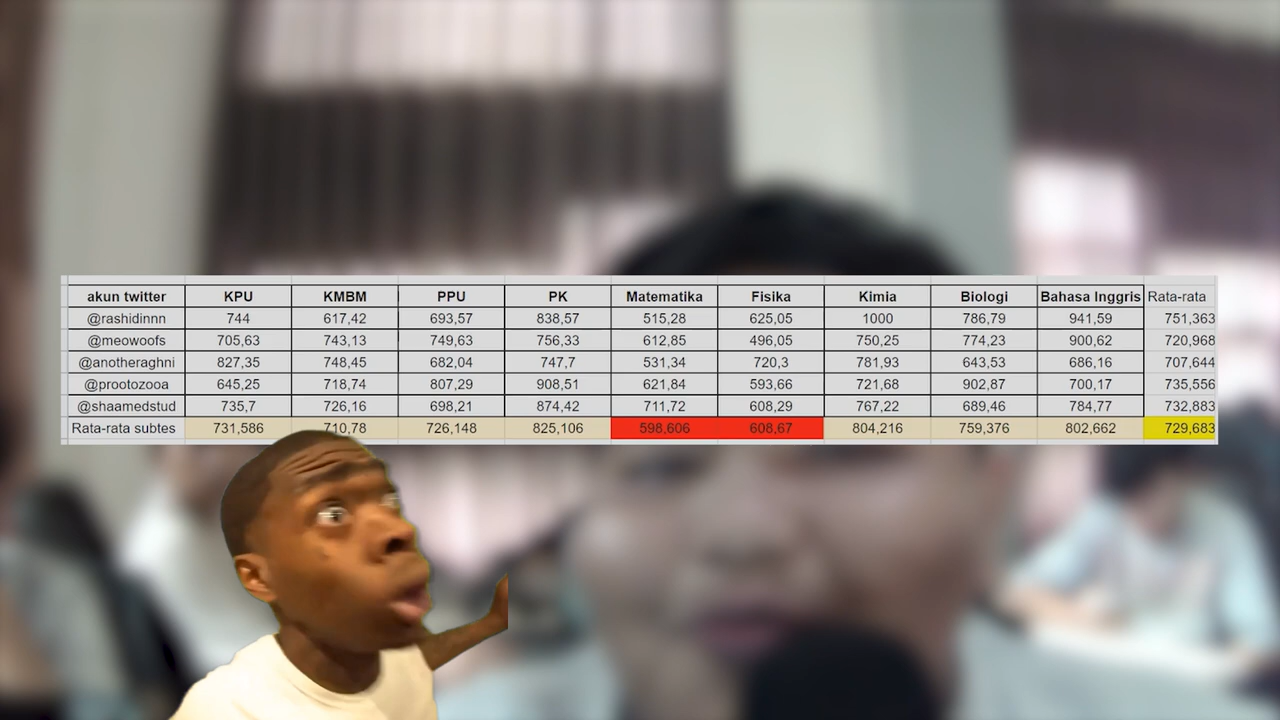 akun twitter KPU KMBM PPU PK Matematika Fisika Kimia Biologi Bahasa Inggris Rata-rata
@rashidinnn 744 617,42 693,57 838,57 515,28 625,05 1000 786,79 941,59 751,363
@meowoofs 705,63 743,13 749,63 756,33 612,85 496,05 750,25 774,23 900,62 720,968
@anotheraghni 827,35 748,45 682,04 747,7 531,34 720,3 781,93 643,53 686,16 707,644
@prootozooa 645,25 718,74 807,29 908,51 621,84 593,66 721,68 902,87 700,17 735,556
@shaamedstud 735,7 726,16 698,21 874,42 711,72 608,29 767,22 689,46 784,77 732,883
Rata-rata subtes 731,586 710,78 726,148 825,106 598,606 608,67 804,216 759,376 802,662 729,683